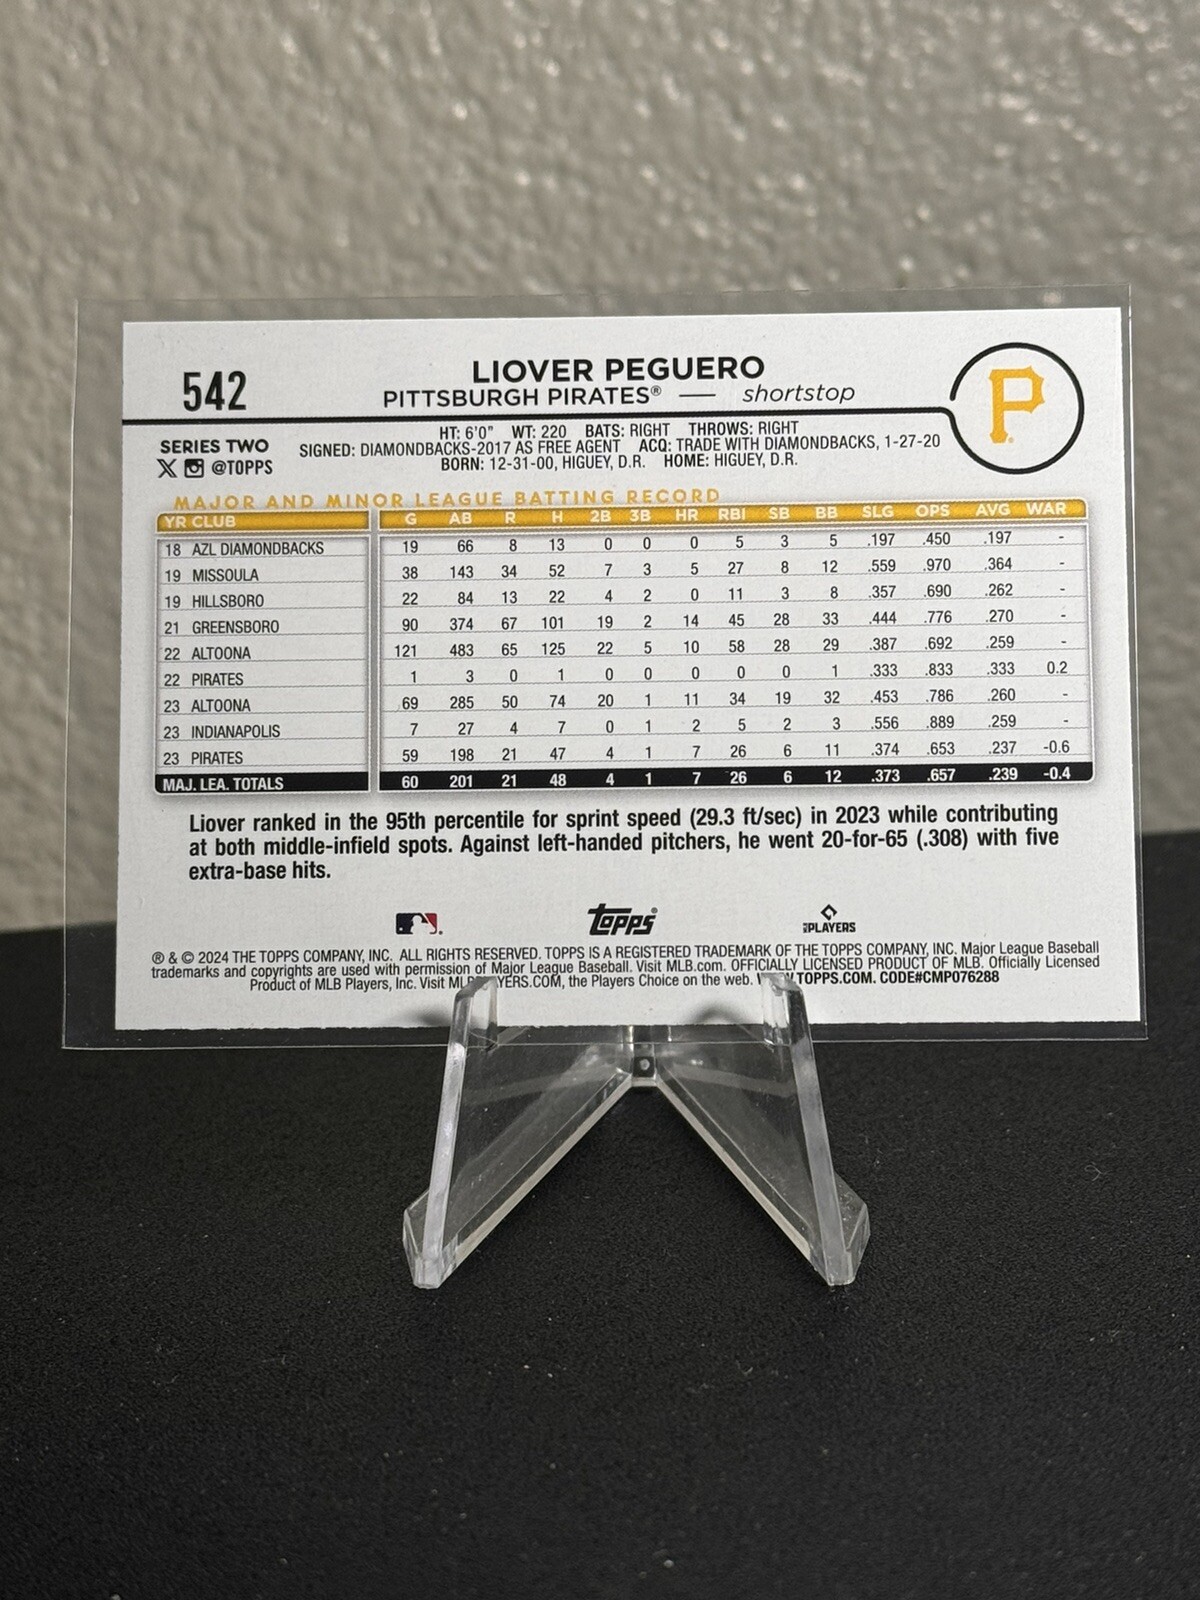 542
LIOVER PEGUERO
PITTSBURGH PIRATES® — shortstop
P
SERIES TWO
@TOPPS
HT: 6'0" WT: 220 BATS: RIGHT THROWS: RIGHT
SIGNED: DIAMONDBACKS-2017 AS FREE AGENT ACQ: TRADE WITH DIAMONDBACKS, 1-27-20
BORN: 12-31-00, HIGUEY, D.R. HOME: HIGUEY, D.R.
MAJOR AND MINOR LEAGUE BATTING RECORD
YR CLUB G AB R H 2B 3B HR RBI SB BB SLG OPS AVG WAR
18 AZL DIAMONDBACKS 19 66 8 13 0 0 0 5 3 5 .197 .450 .197 -
19 MISSOULA 38 143 34 52 7 3 5 27 8 12 .559 .970 .364 -
19 HILLSBORO 22 84 13 22 4 2 0 11 3 8 .357 .690 .262 -
21 GREENSBORO 90 374 67 101 19 2 14 45 28 33 .444 .776 .270 -
22 ALTOONA 121 483 65 125 22 5 10 58 28 29 .387 .692 .259 -
22 PIRATES 1 3 0 1 0 0 0 0 0 1 .333 .833 .333 0.2
23 ALTOONA 69 285 50 74 20 1 11 34 19 32 .453 .786 .260 -
23 INDIANAPOLIS 7 27 4 7 0 1 2 5 2 3 .556 .889 .259 -
23 PIRATES 59 198 21 47 4 1 7 26 6 11 .374 .653 .237 -0.6
MAJ. LEA. TOTALS 60 201 21 48 4 1 7 26 6 12 .373 .657 .239 -0.4
Liover ranked in the 95th percentile for sprint speed (29.3 ft/sec) in 2023 while contributing
at both middle-infield spots. Against left-handed pitchers, he went 20-for-65 (.308) with five
extra-base hits.
topps®
PLAYERS
® & © 2024 THE TOPPS COMPANY, INC. ALL RIGHTS RESERVED. TOPPS IS A REGISTERED TRADEMARK OF THE TOPPS COMPANY, INC. Major League Baseball
trademarks and copyrights are used with permission of Major League Baseball. Visit MLB.com. OFFICIALLY LICENSED PRODUCT OF MLB. Officially Licensed
Product of MLB Players, Inc. Visit YERS.COM, the Players Choice on the web. TOPPS.COM. CODE#CMP076288